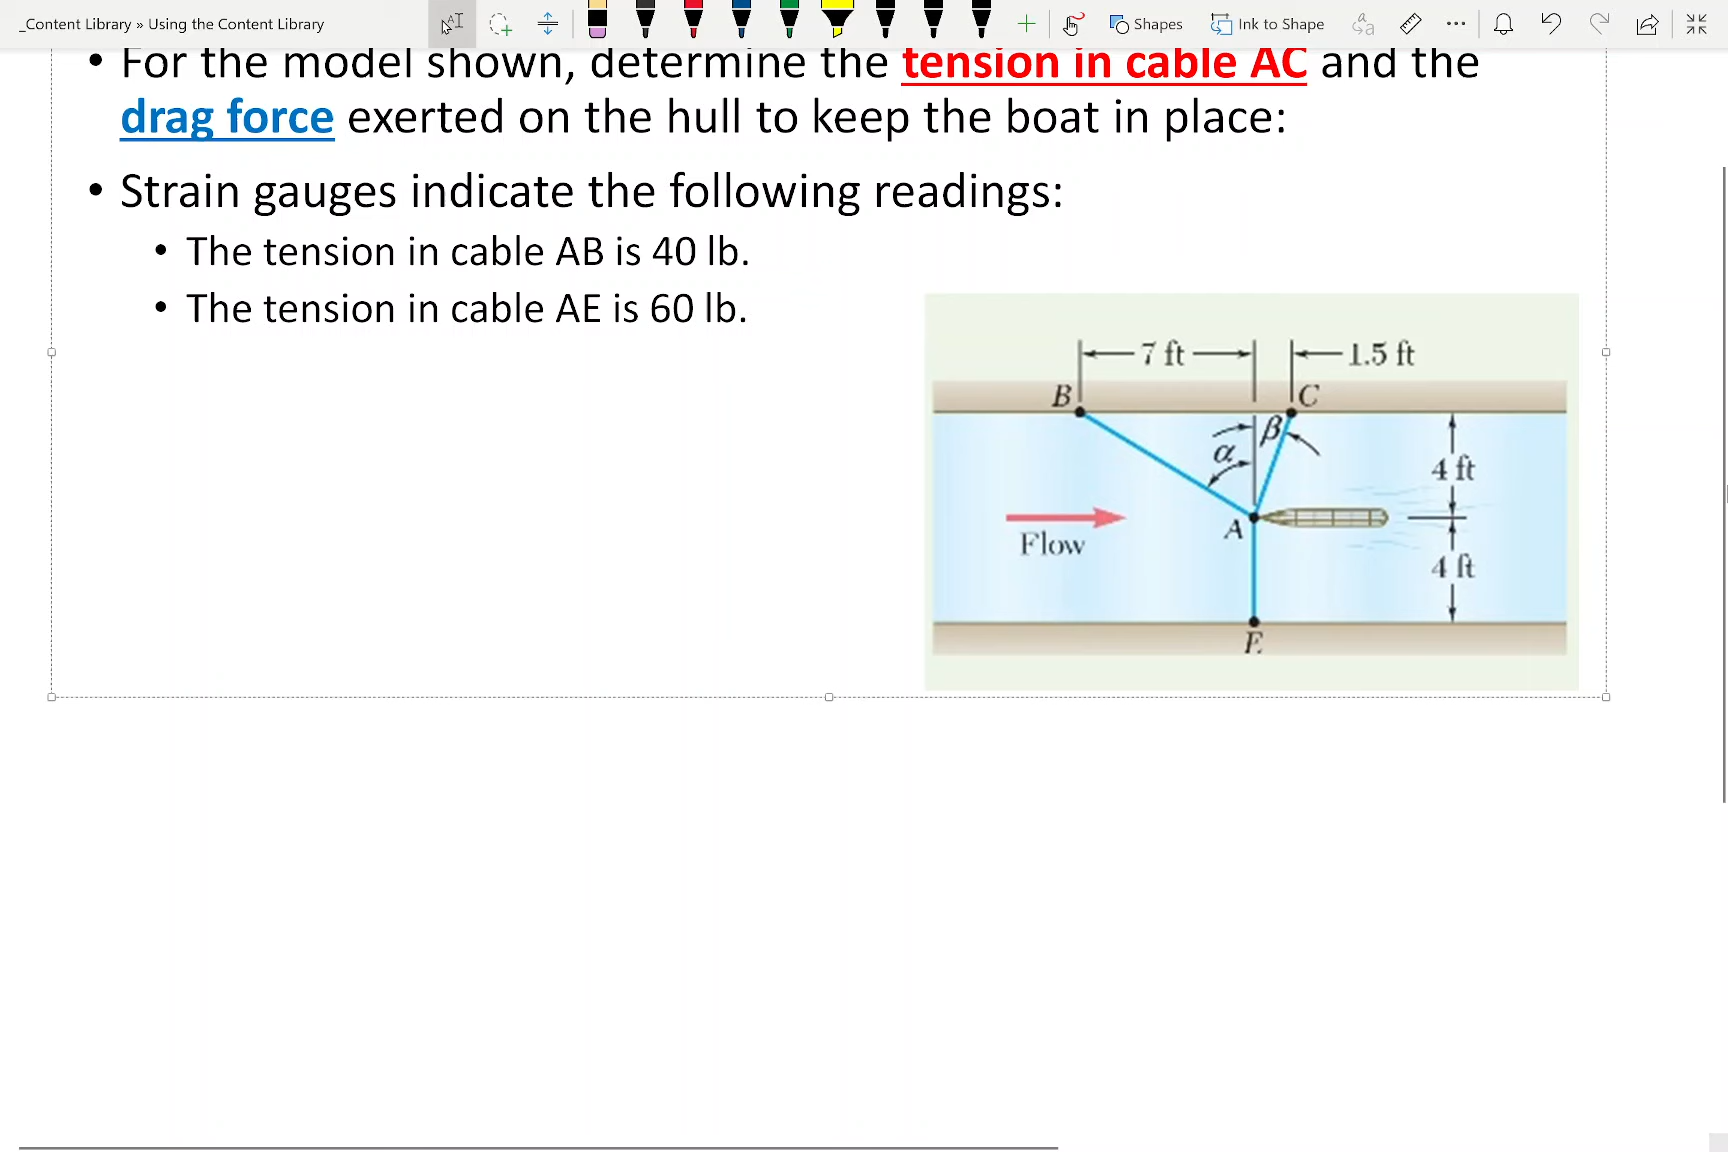 _Content Library » Using the Content Library
Shapes
Ink to Shape
• For the model shown, determine the tension in cable AC and the
drag force exerted on the hull to keep the boat in place:
• Strain gauges indicate the following readings:
• The tension in cable AB is 40 lb.
• The tension in cable AE is 60 lb.
7 ft
1.5 ft
B
C
β
α
4 ft
A
Flow
4 ft
E